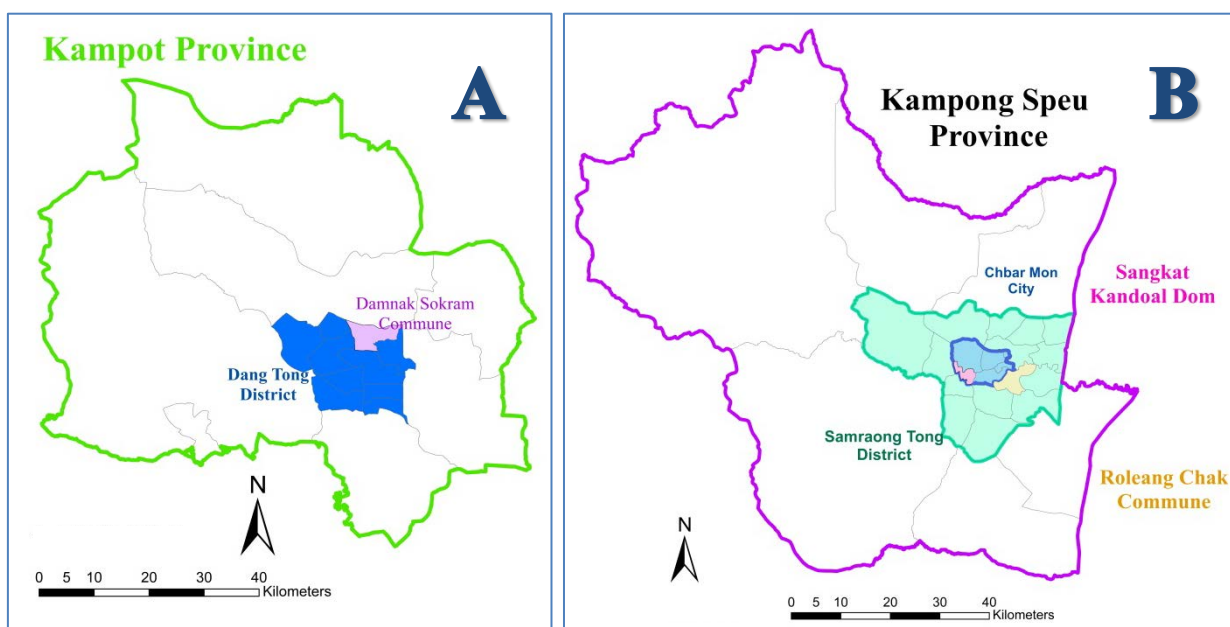 Kampot Province
A
Damnak Sokram
Commune
Dang Tong
District
N
0 5 10 20 30 40
Kilometers
B
Kampong Speu
Province
Chbar Mon
City
Sangkat
Kandoal Dom
Samraong Tong
District
Roleang Chak
Commune
N
0 5 10 20 30 40
Kilometers